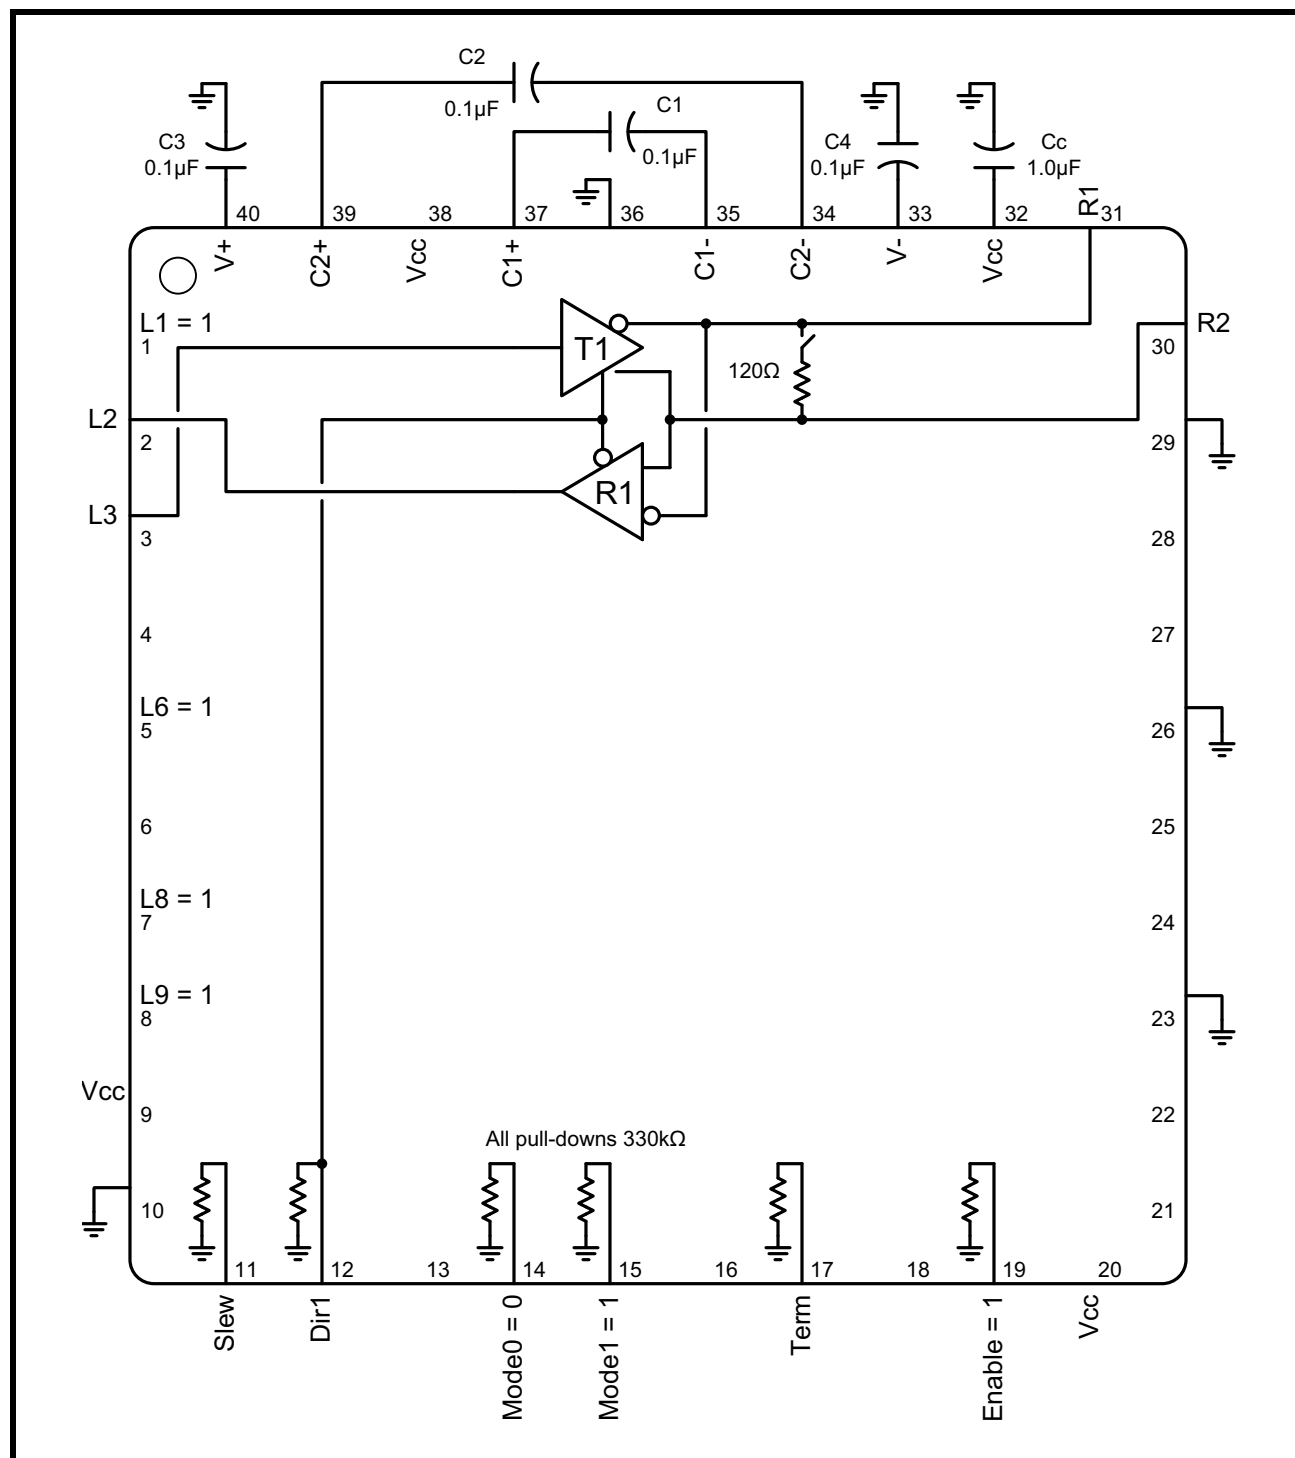 C2
0.1µF
C1
0.1µF
C3
0.1µF
C4
0.1µF
Cc
1.0µF
R1
40
39
38
37
36
35
34
33
32
31
V+
C2+
Vcc
C1+
C1-
C2-
V-
Vcc
L1 = 1
1
T1
120Ω
R2
30
L2
2
29
R1
L3
3
28
4
27
L6 = 1
5
26
6
25
L8 = 1
7
24
L9 = 1
8
23
Vcc
9
22
All pull-downs 330kΩ
10
21
11
12
13
14
15
16
17
18
19
20
Slew
Dir1
Mode0 = 0
Mode1 = 1
Term
Enable = 1
Vcc